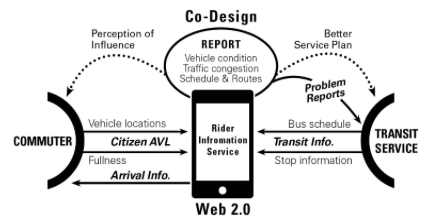 Co-Design
Perception of
Influence
Better
Service Plan
REPORT
Vehicle condition
Traffic congestion
Schedule & Routes
Problem
Reports
COMMUTER
Vehicle locations
Citizen AVL
Fullness
Arrival Info.
Rider
Infromation
Service
Bus schedule
Transit Info.
Stop information
TRANSIT
SERVICE
Web 2.0